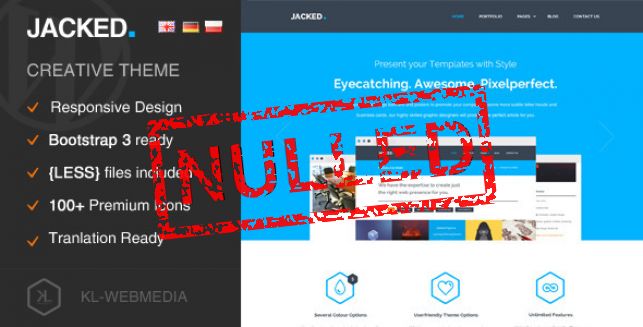 JACKED.
CREATIVE THEME
Responsive Design
Bootstrap 3 ready
{LESS} files included
100+ Premium Icons
Tranlation Ready
KL-WEBMEDIA
JACKED.
HOME PORTFOLIO PAGES BLOG CONTACT US
Present your Templates with Style
Eyecatching. Awesome. Pixelperfect.
NULLED
We have the expertise to create just
the right web presence for you.
Several Colour Options
Userfriendly Theme Options
Unlimited Features